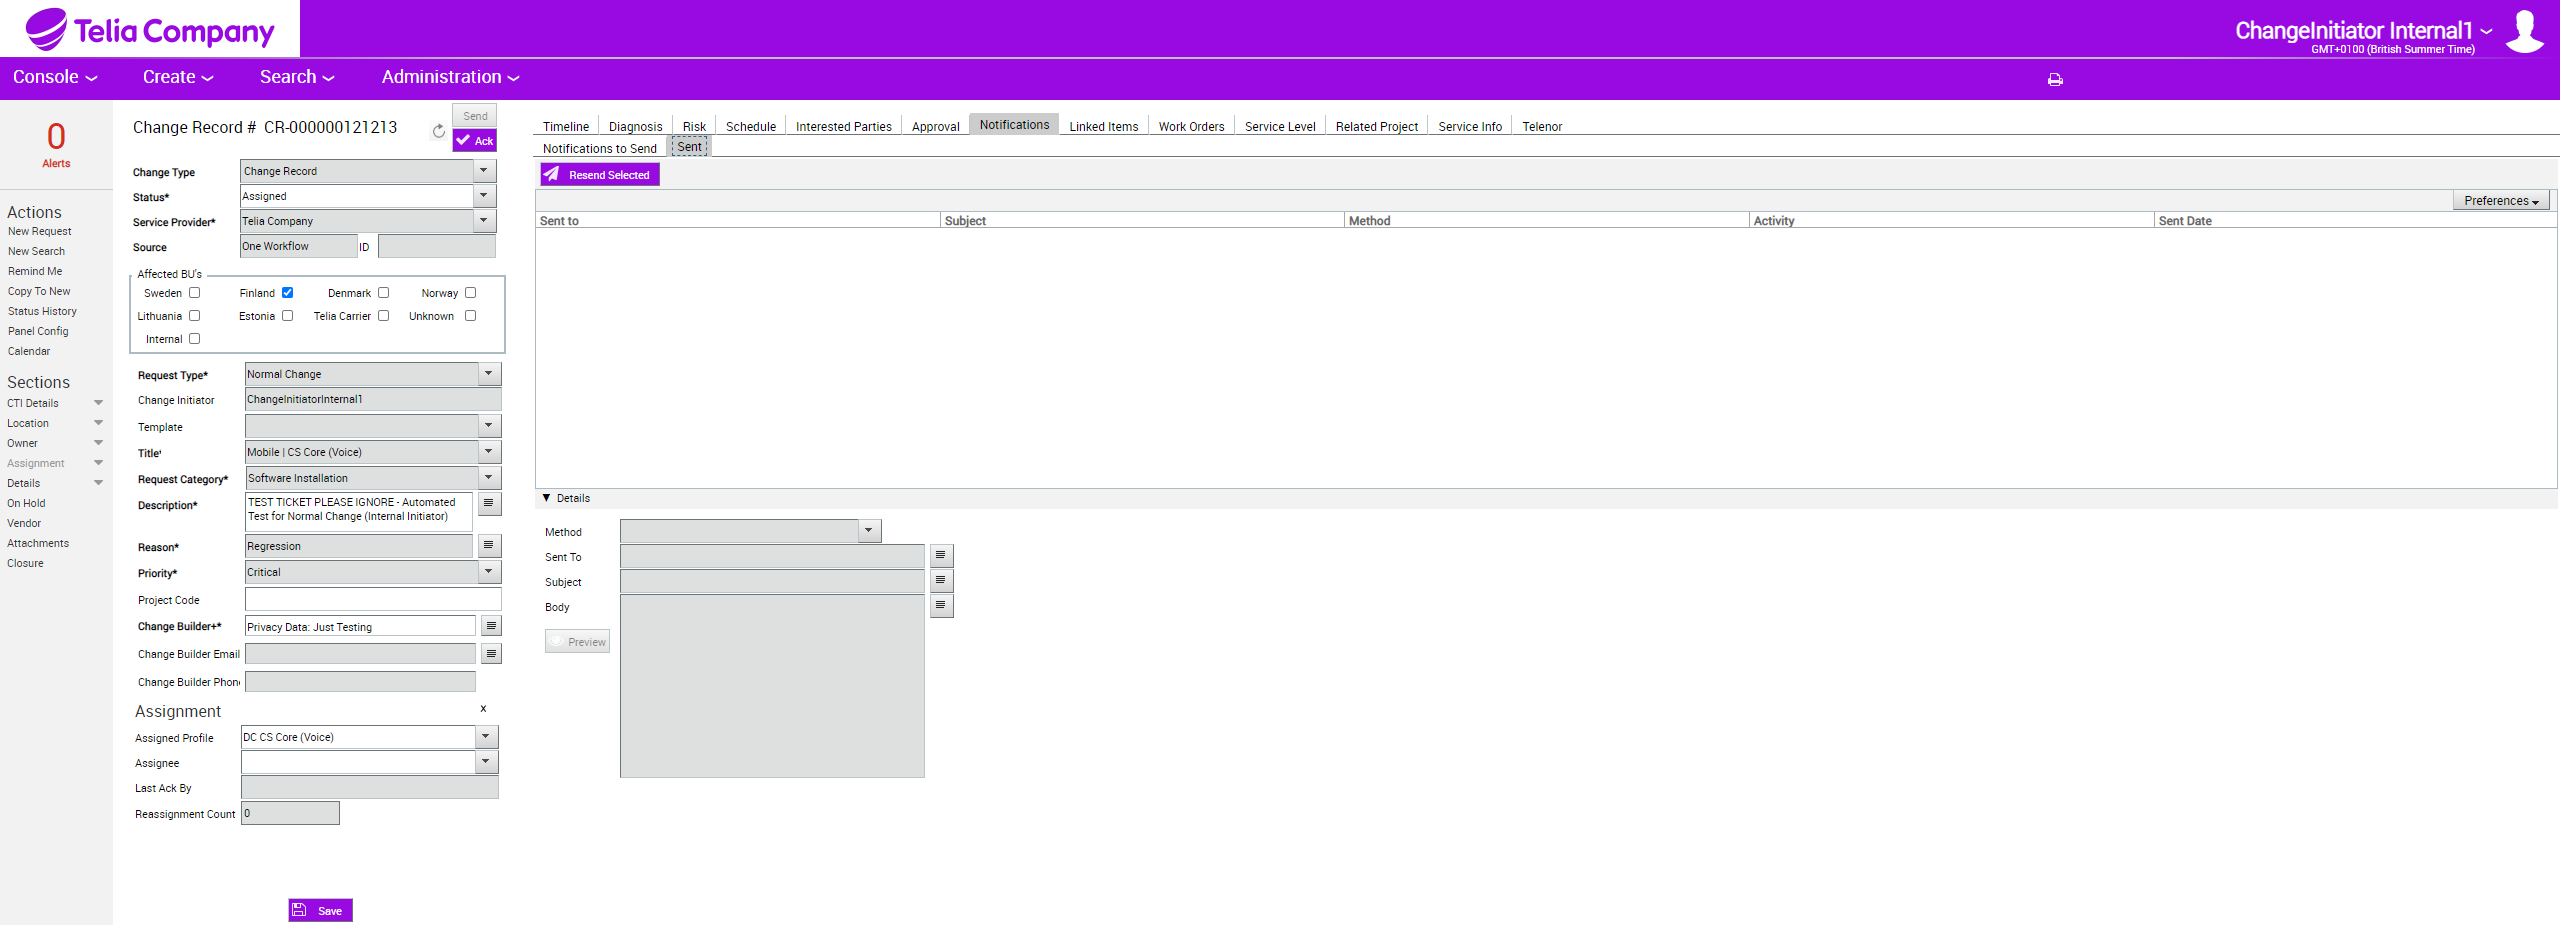 Telia Company
ChangeInitiator Internal1
GMT+0100 (British Summer Time)
Console Create Search Administration
0
Alerts
Actions
New Request
New Search
Remind Me
Copy To New
Status History
Panel Config
Calendar
Sections
CTI Details
Location
Owner
Assignment
Details
On Hold
Vendor
Attachments
Closure
Change Record # CR-000000121213
Send
Ack
Change Type Change Record
Status* Assigned
Service Provider* Telia Company
Source One Workflow ID
Affected BU's
Sweden Finland Denmark Norway
Lithuania Estonia Telia Carrier Unknown
Internal
Request Type* Normal Change
Change Initiator ChangeInitiatorInternal1
Template
Title* Mobile | CS Core (Voice)
Request Category* Software Installation
Description* TEST TICKET PLEASE IGNORE - Automated
Test for Normal Change (Internal Initiator)
Reason* Regression
Priority* Critical
Project Code
Change Builder+* Privacy Data: Just Testing
Change Builder Email
Change Builder Phone
Assignment x
Assigned Profile DC CS Core (Voice)
Assignee
Last Ack By
Reassignment Count 0
Save
Timeline Diagnosis Risk Schedule Interested Parties Approval Notifications Linked Items Work Orders Service Level Related Project Service Info Telenor
Notifications to Send Sent
Resend Selected
Preferences
Sent to Subject Method Activity Sent Date
Details
Method
Sent To
Subject
Body
Preview